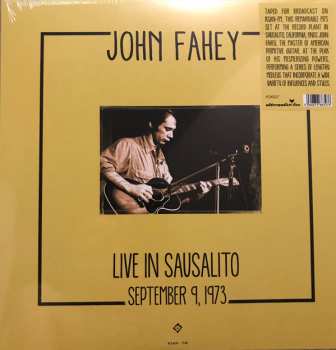 JOHN FAHEY
TAPED FOR BROADCAST ON
KSAN-FM, THIS REMARKABLE 1973
SET AT THE RECORD PLANT IN
SAUSALITO, CALIFORNIA, FINDS JOHN
FAHEY, THE MASTER OF AMERICAN
PRIMITIVE GUITAR, AT THE PEAK
OF HIS MESMERIZING POWERS,
PERFORMING A SERIES OF LENGTHY
MEDLEYS THAT INCORPORATE A WIDE
VARIETY OF INFLUENCES AND STYLES.
LIVE IN SAUSALITO
SEPTEMBER 9, 1973